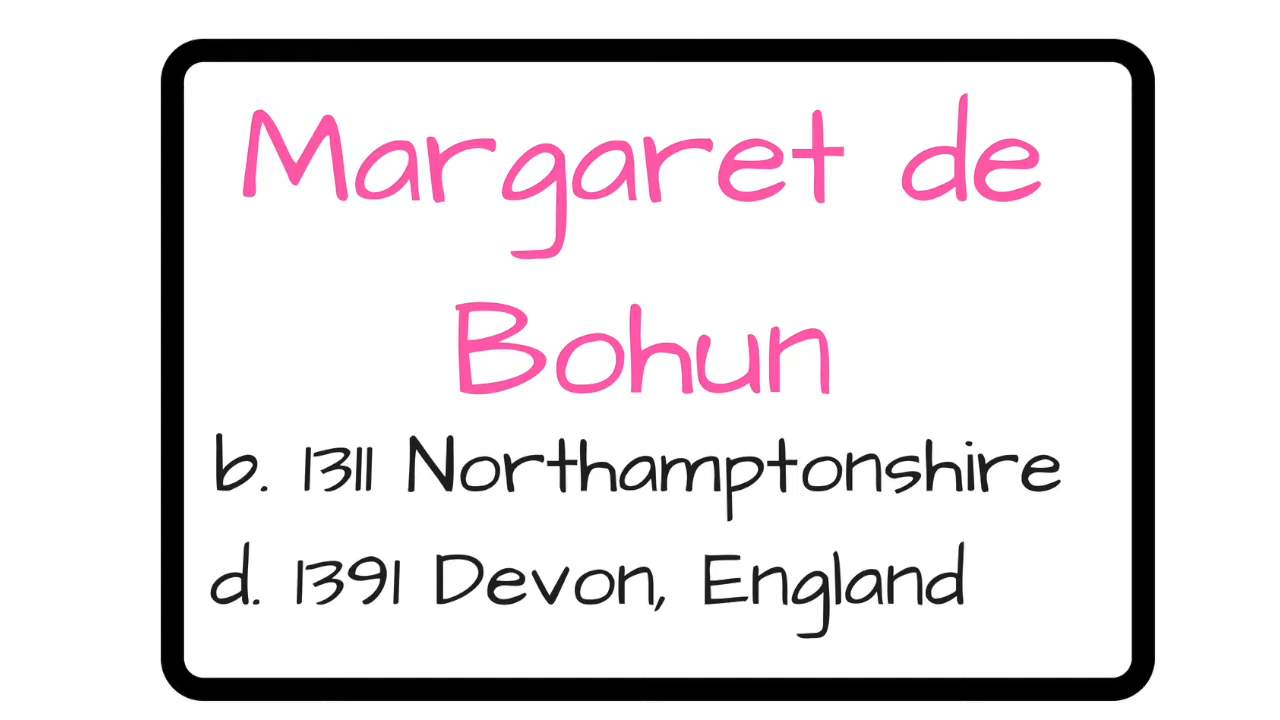 Margaret de
Bohun
b. 1311 Northamptonshire
d. 1391 Devon, England